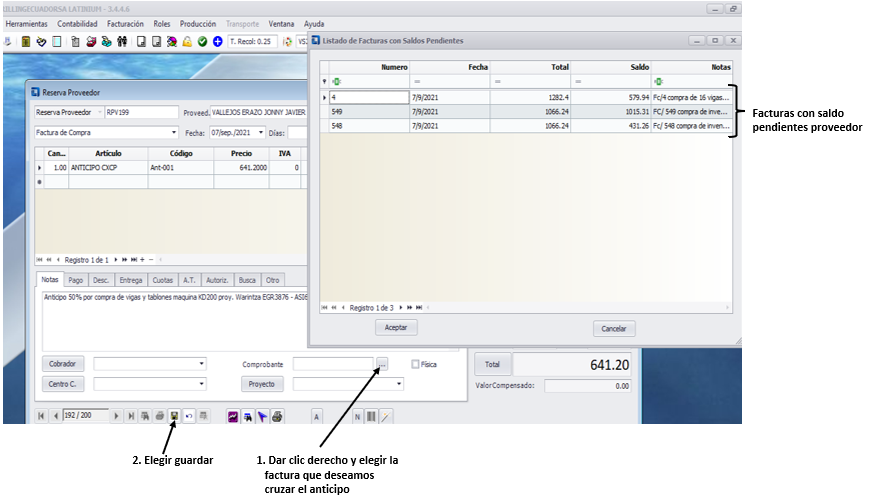 ILLINGECUADORSA LATINIUM - 3.4.4.6
Herramientas Contabilidad Facturación Roles Producción Transporte Ventana Ayuda
T. Recol: 0.25
Listado de Facturas con Saldos Pendientes
Numero Fecha Total Saldo Notas
4 7/9/2021 1282.4 579.94 Fc/4 compra de 16 vigas...
549 7/9/2021 1066.24 1015.31 FC/ 549 compra de inve...
548 7/9/2021 1066.24 431.26 Fc/ 548 compra de inven...
Registro 1 de 3
Aceptar Cancelar
Facturas con saldo
pendientes proveedor
Reserva Proveedor
Reserva Proveedor RPV199 Proveed. VALLEJOS ERAZO JONNY JAVIER
Factura de Compra Fecha: 07/sep./2021 Días:
Can... Artículo Código Precio IVA
1.00 ANTICIPO CXCP Ant-001 641.2000 0
Registro 1 de 1
Notas Pago Desc. Entrega Cuotas A.T. Autoriz. Busca Otro
Anticipo 50% por compra de vigas y tablones maquina KD200 proy. Warintza EGR3876 - ASIE
Cobrador Comprobante ... Física
Centro C. Proyecto
Total 641.20
ValorCompensado: 0.00
192 / 200 A N
2. Elegir guardar
1. Dar clic derecho y elegir la
factura que deseamos
cruzar el anticipo